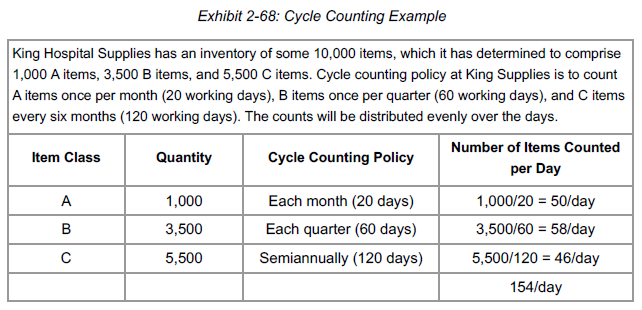 Exhibit 2-68: Cycle Counting Example
King Hospital Supplies has an inventory of some 10,000 items, which it has determined to comprise
1,000 A items, 3,500 B items, and 5,500 C items. Cycle counting policy at King Supplies is to count
A items once per month (20 working days), B items once per quarter (60 working days), and C items
every six months (120 working days). The counts will be distributed evenly over the days.
Item Class Quantity Cycle Counting Policy Number of Items Counted
per Day
A 1,000 Each month (20 days) 1,000/20 = 50/day
B 3,500 Each quarter (60 days) 3,500/60 = 58/day
C 5,500 Semiannually (120 days) 5,500/120 = 46/day
154/day